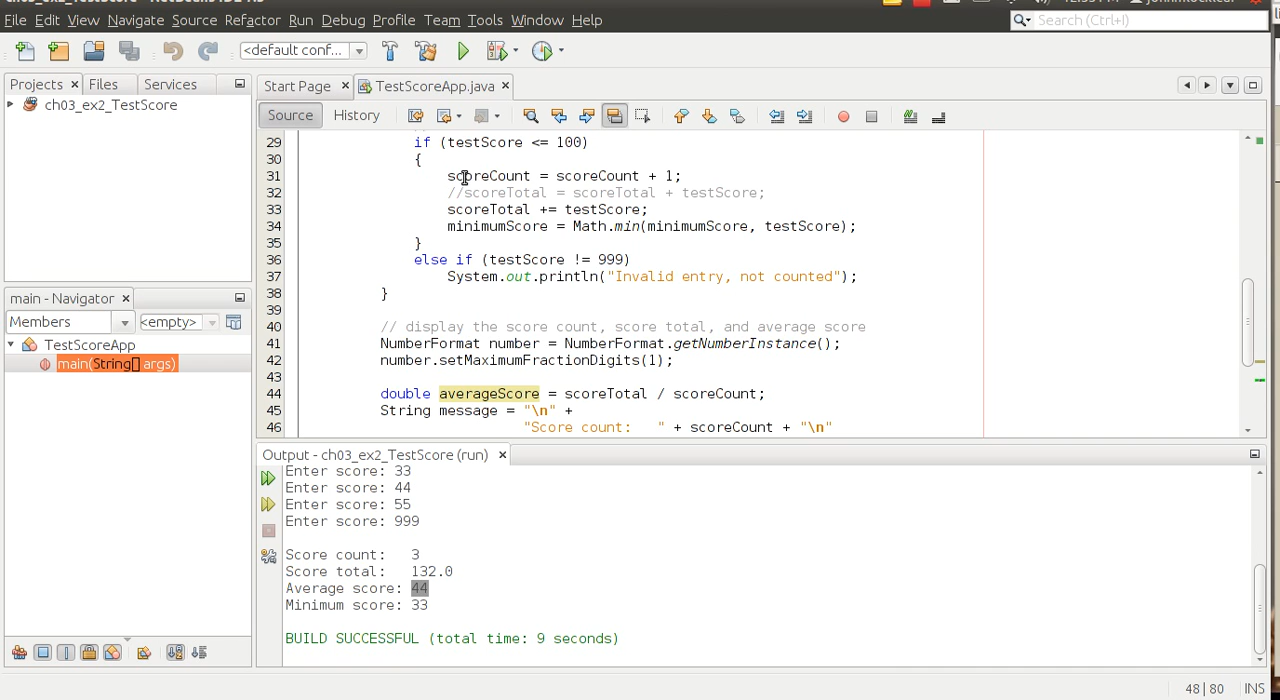 File Edit View Navigate Source Refactor Run Debug Profile Team Tools Window Help
Search (Ctrl+I)
<default conf...
Projects Files Services
Start Page TestScoreApp.java
ch03_ex2_TestScore
Source History
29 if (testScore <= 100)
30 {
31 scoreCount = scoreCount + 1;
32 //scoreTotal = scoreTotal + testScore;
33 scoreTotal += testScore;
34 minimumScore = Math.min(minimumScore, testScore);
35 }
36 else if (testScore != 999)
37 System.out.println("Invalid entry, not counted");
38 }
39
40 // display the score count, score total, and average score
41 NumberFormat number = NumberFormat.getNumberInstance();
42 number.setMaximumFractionDigits(1);
43
44 double averageScore = scoreTotal / scoreCount;
45 String message = "\n" +
46 "Score count:   " + scoreCount + "\n"
main - Navigator
Members <empty>
TestScoreApp
main(String[] args)
Output - ch03_ex2_TestScore (run)
Enter score: 33
Enter score: 44
Enter score: 55
Enter score: 999
Score count:   3
Score total:   132.0
Average score: 44
Minimum score: 33
BUILD SUCCESSFUL (total time: 9 seconds)
48|80 INS